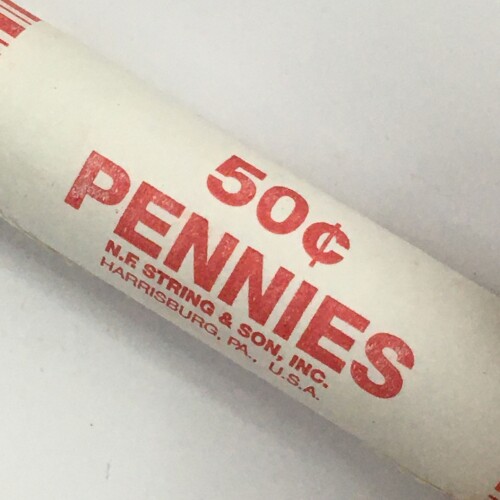 50¢
PENNIES
N.F. STRING & SON, INC.
HARRISBURG, PA., U.S.A.